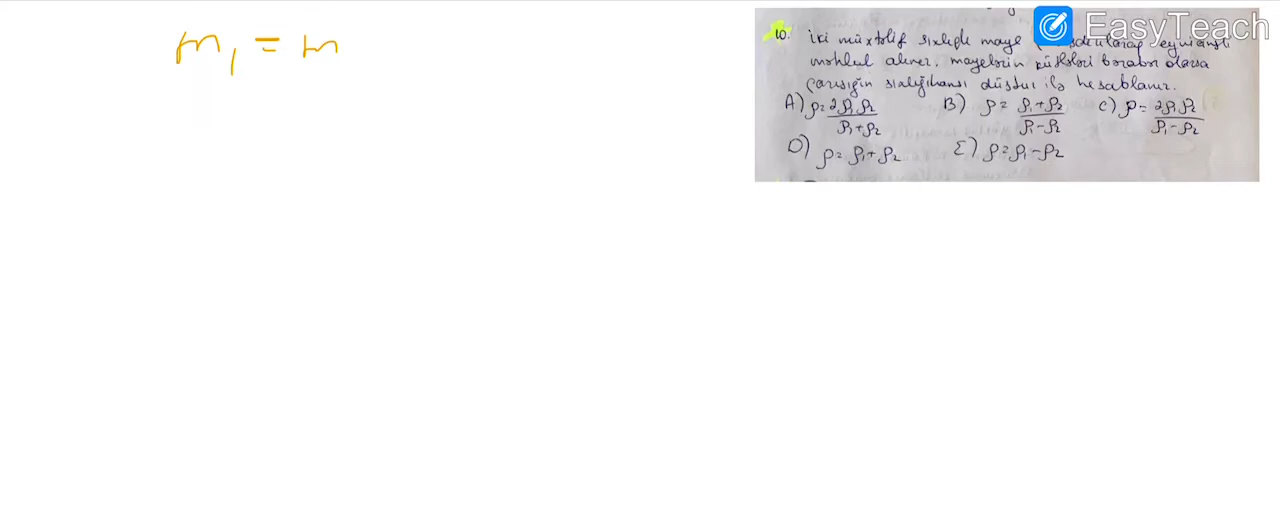 m₁ = m
EasyTeach
10. İki müxtəlif sıxlıqlı maye
məhlul alınır. mayelərin kütlələri bərabər olarsa
qarışığın sıxlığı hansı düstur ilə hesablanır.
A) ρ = 2ρ₁ρ₂ / ρ₁+ρ₂ B) ρ = ρ₁+ρ₂ / ρ₁-ρ₂ C) ρ = 2ρ₁ρ₂ / ρ₁-ρ₂
D) ρ = ρ₁+ρ₂ E) ρ = ρ₁-ρ₂